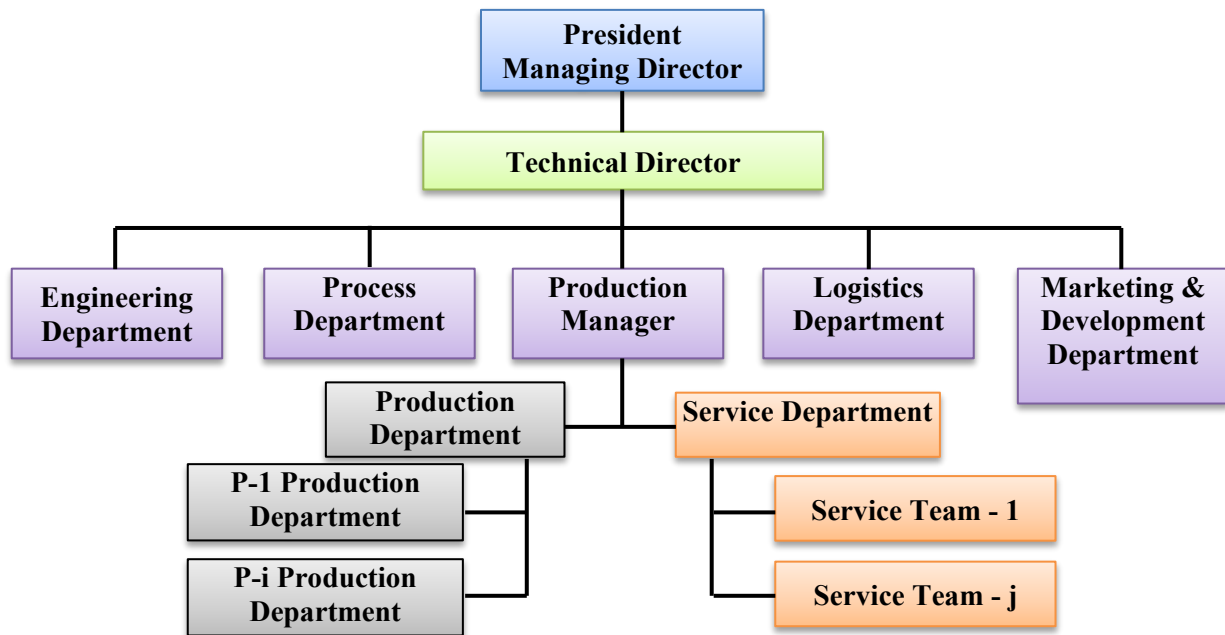 President
Managing Director
Technical Director
Engineering
Department
Process
Department
Production
Manager
Logistics
Department
Marketing &
Development
Department
Production
Department
Service Department
P-1 Production
Department
Service Team - 1
P-i Production
Department
Service Team - j